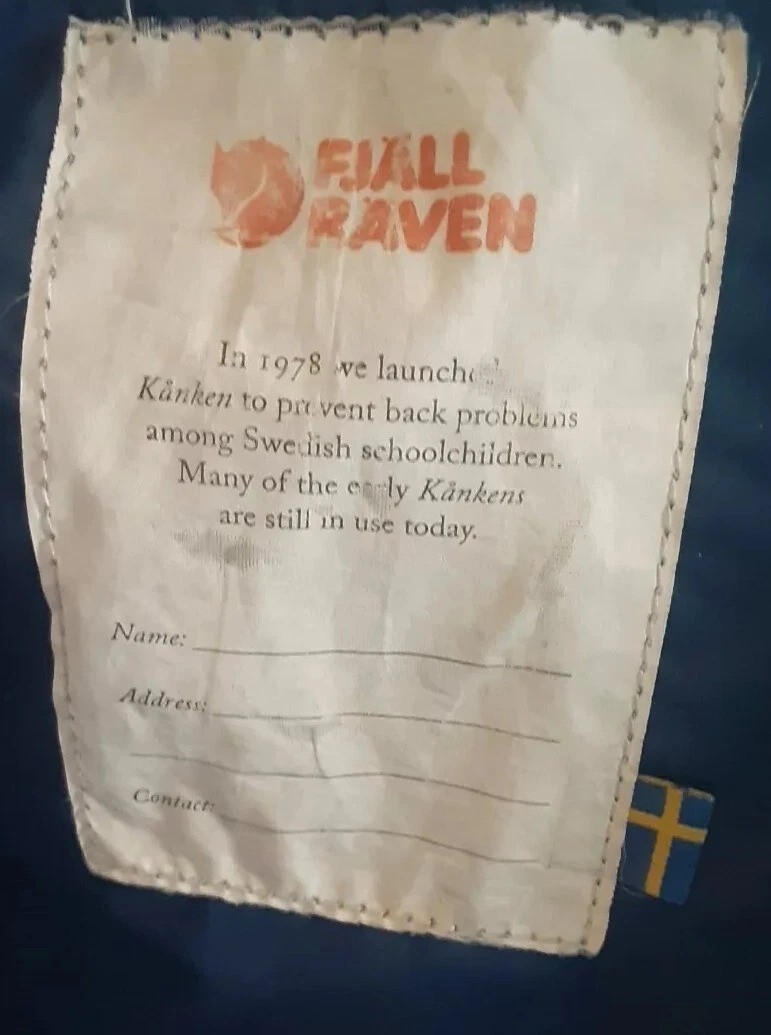 FJÄLL
RÄVEN
In 1978 we launched
Kånken to prevent back problems
among Swedish schoolchildren.
Many of the early Kånkens
are still in use today.
Name:
Address:
Contact: